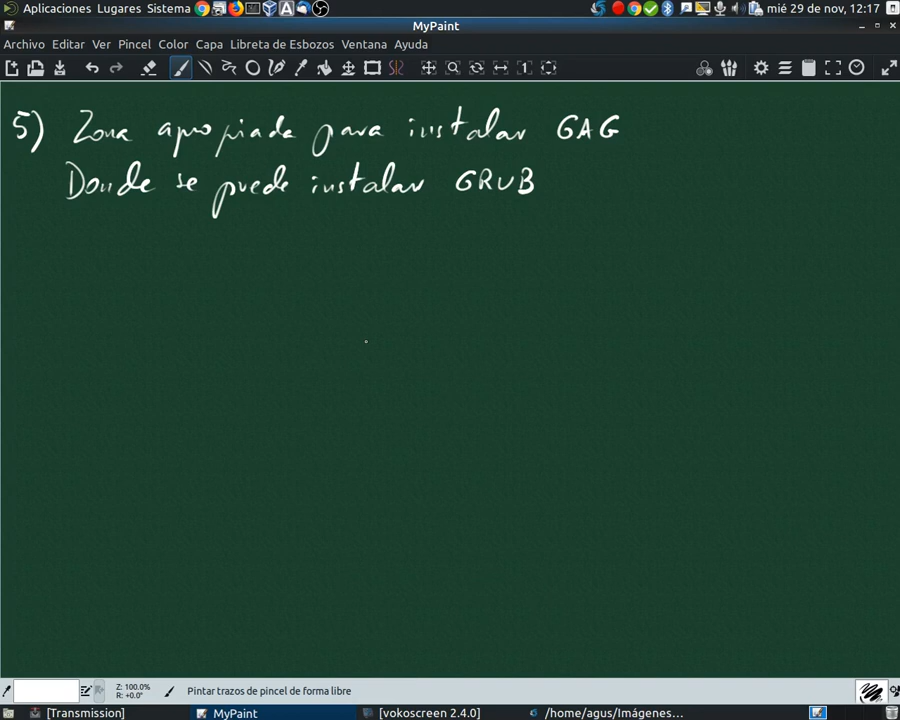 Aplicaciones Lugares Sistema mié 29 de nov, 12:17
MyPaint
Archivo Editar Ver Pincel Color Capa Libreta de Esbozos Ventana Ayuda
5) Zona apropiada para instalar GAG
Donde se puede instalar GRUB
Z: 100.0%
R: +0.0°
Pintar trazos de pincel de forma libre
[Transmission] MyPaint [vokoscreen 2.4.0] /home/agus/Imágenes...